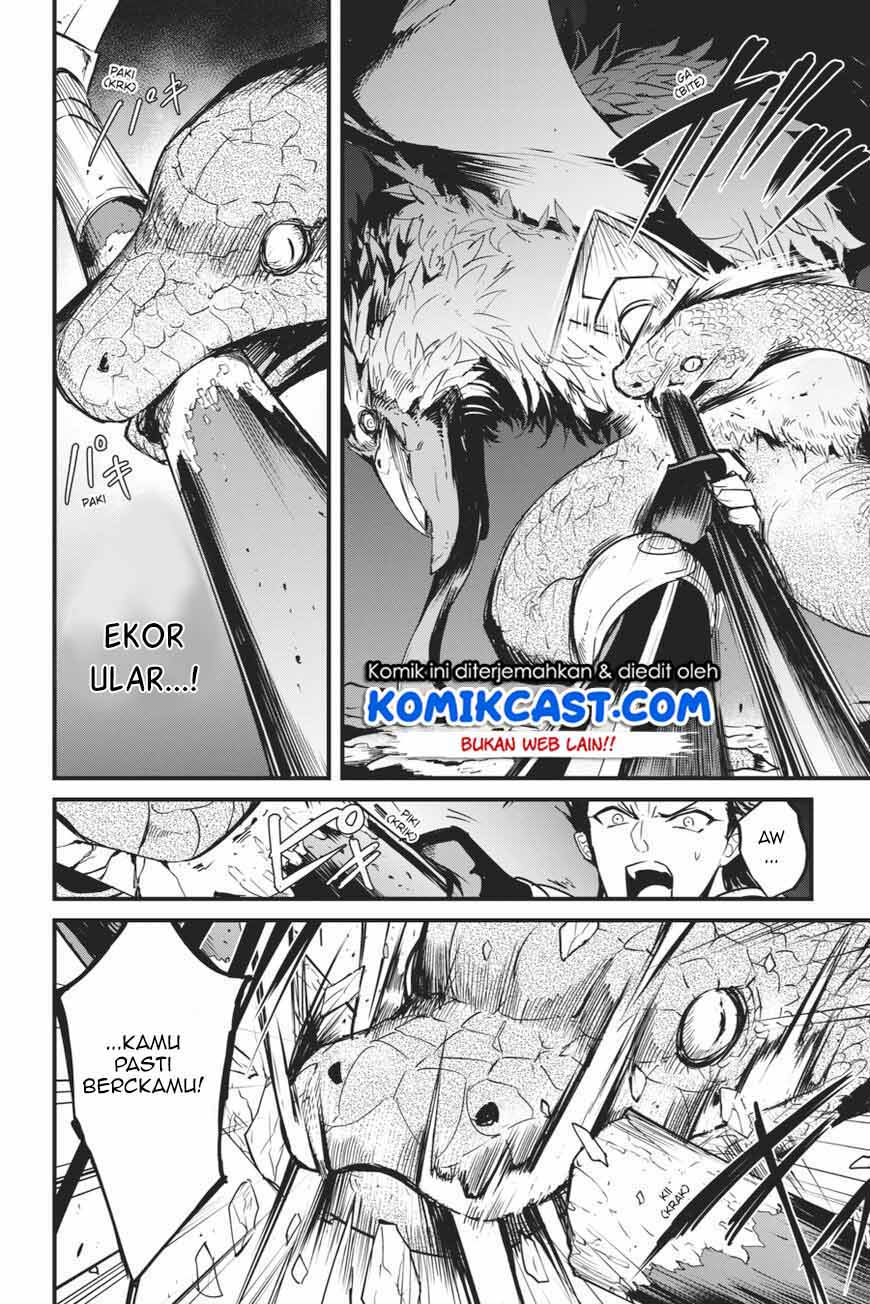 ガッ
GA
(BITE)
PAKI
(KRK)
パキ
パキ
PAKI
EKOR
ULAR...!
Komik ini diterjemahkan & diedit oleh
KOMIKCAST.COM
BUKAN WEB LAIN!!
AW
...
PIKI
(KRIK)
ピキ
...KAMU
PASTI
BERCKAMU!
KII
(KRAK)